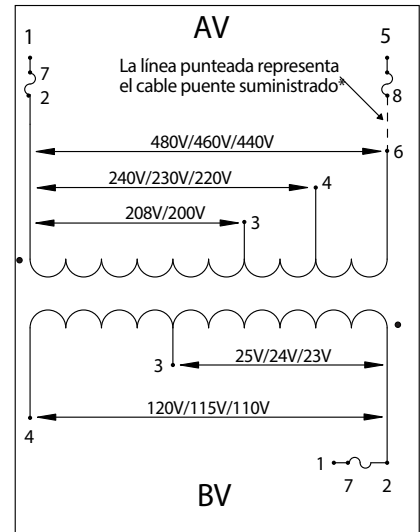 AV
1
5
7
2
La línea punteada representa
el cable puente suministrado*
8
480V/460V/440V
6
240V/230V/220V
4
208V/200V
3
25V/24V/23V
3
120V/115V/110V
4
1
7
2
BV